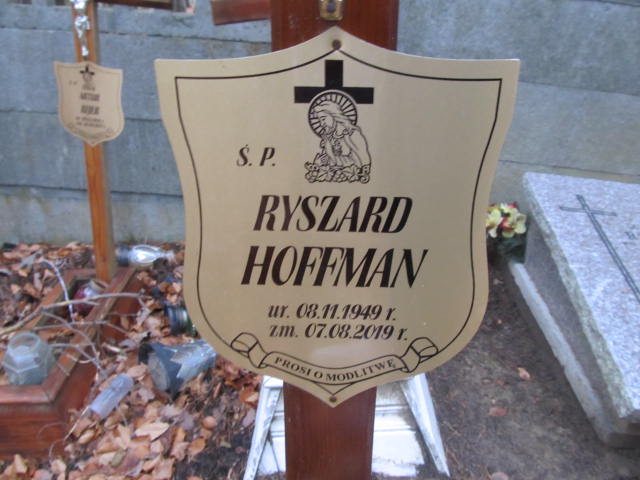 Ś. P.
RYSZARD
HOFFMAN
ur. 08.11.1949 r.
zm. 07.08.2019 r.
PROSI O MODLITWĘ
Ś. P.